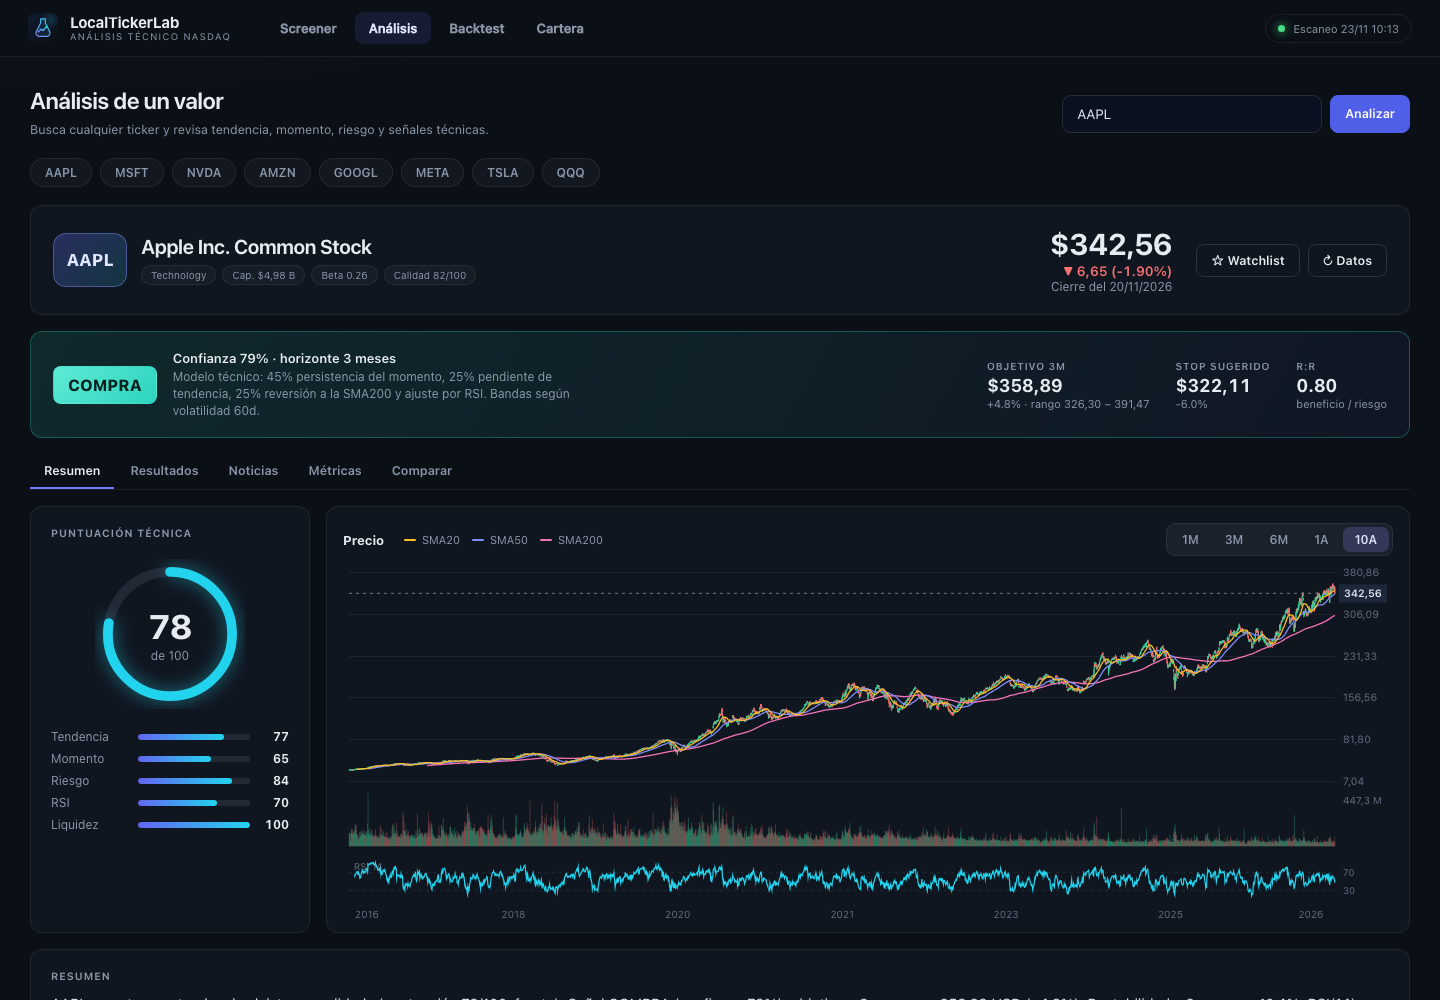 LocalTickerLab
ANÁLISIS TÉCNICO NASDAQ
Screener
Análisis
Backtest
Cartera
Escaneo 23/11 10:13
Análisis de un valor
Busca cualquier ticker y revisa tendencia, momento, riesgo y señales técnicas.
AAPL
Analizar
AAPL
MSFT
NVDA
AMZN
GOOGL
META
TSLA
QQQ
AAPL
Apple Inc. Common Stock
Technology
Cap. $4,98 B
Beta 0.26
Calidad 82/100
$342,56
▼ 6,65 (-1.90%)
Cierre del 20/11/2026
☆ Watchlist
↻ Datos
COMPRA
Confianza 79% · horizonte 3 meses
Modelo técnico: 45% persistencia del momento, 25% pendiente de
tendencia, 25% reversión a la SMA200 y ajuste por RSI. Bandas según
volatilidad 60d.
OBJETIVO 3M
$358,89
+4.8% · rango 326,30 – 391,47
STOP SUGERIDO
$322,11
-6.0%
R:R
0.80
beneficio / riesgo
Resumen
Resultados
Noticias
Métricas
Comparar
PUNTUACIÓN TÉCNICA
78
de 100
Tendencia 77
Momento 65
Riesgo 84
RSI 70
Liquidez 100
Precio
SMA20
SMA50
SMA200
1M
3M
6M
1A
10A
380,86
342,56
306,09
231,33
156,56
81,80
7,04
447,3 M
70
30
2016
2018
2020
2021
2023
2025
2026
RESUMEN